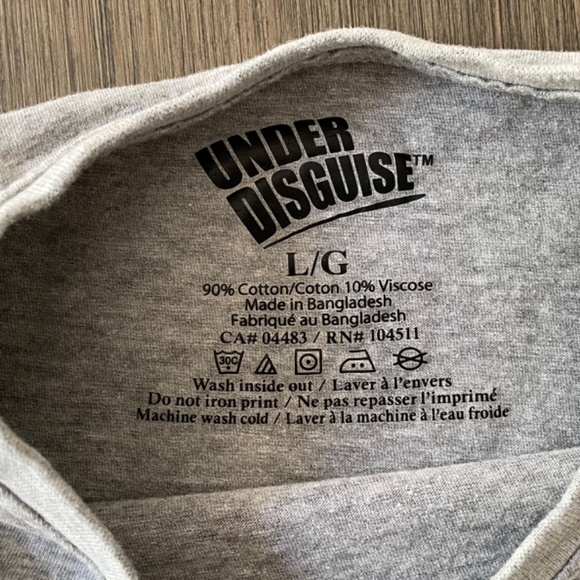 UNDER
DISGUISE™
L/G
90% Cotton/Coton 10% Viscose
Made in Bangladesh
Fabriqué au Bangladesh
CA# 04483 / RN# 104511
30C
Wash inside out / Laver à l'envers
Do not iron print / Ne pas repasser l'imprimé
Machine wash cold / Laver à la machine à l'eau froide